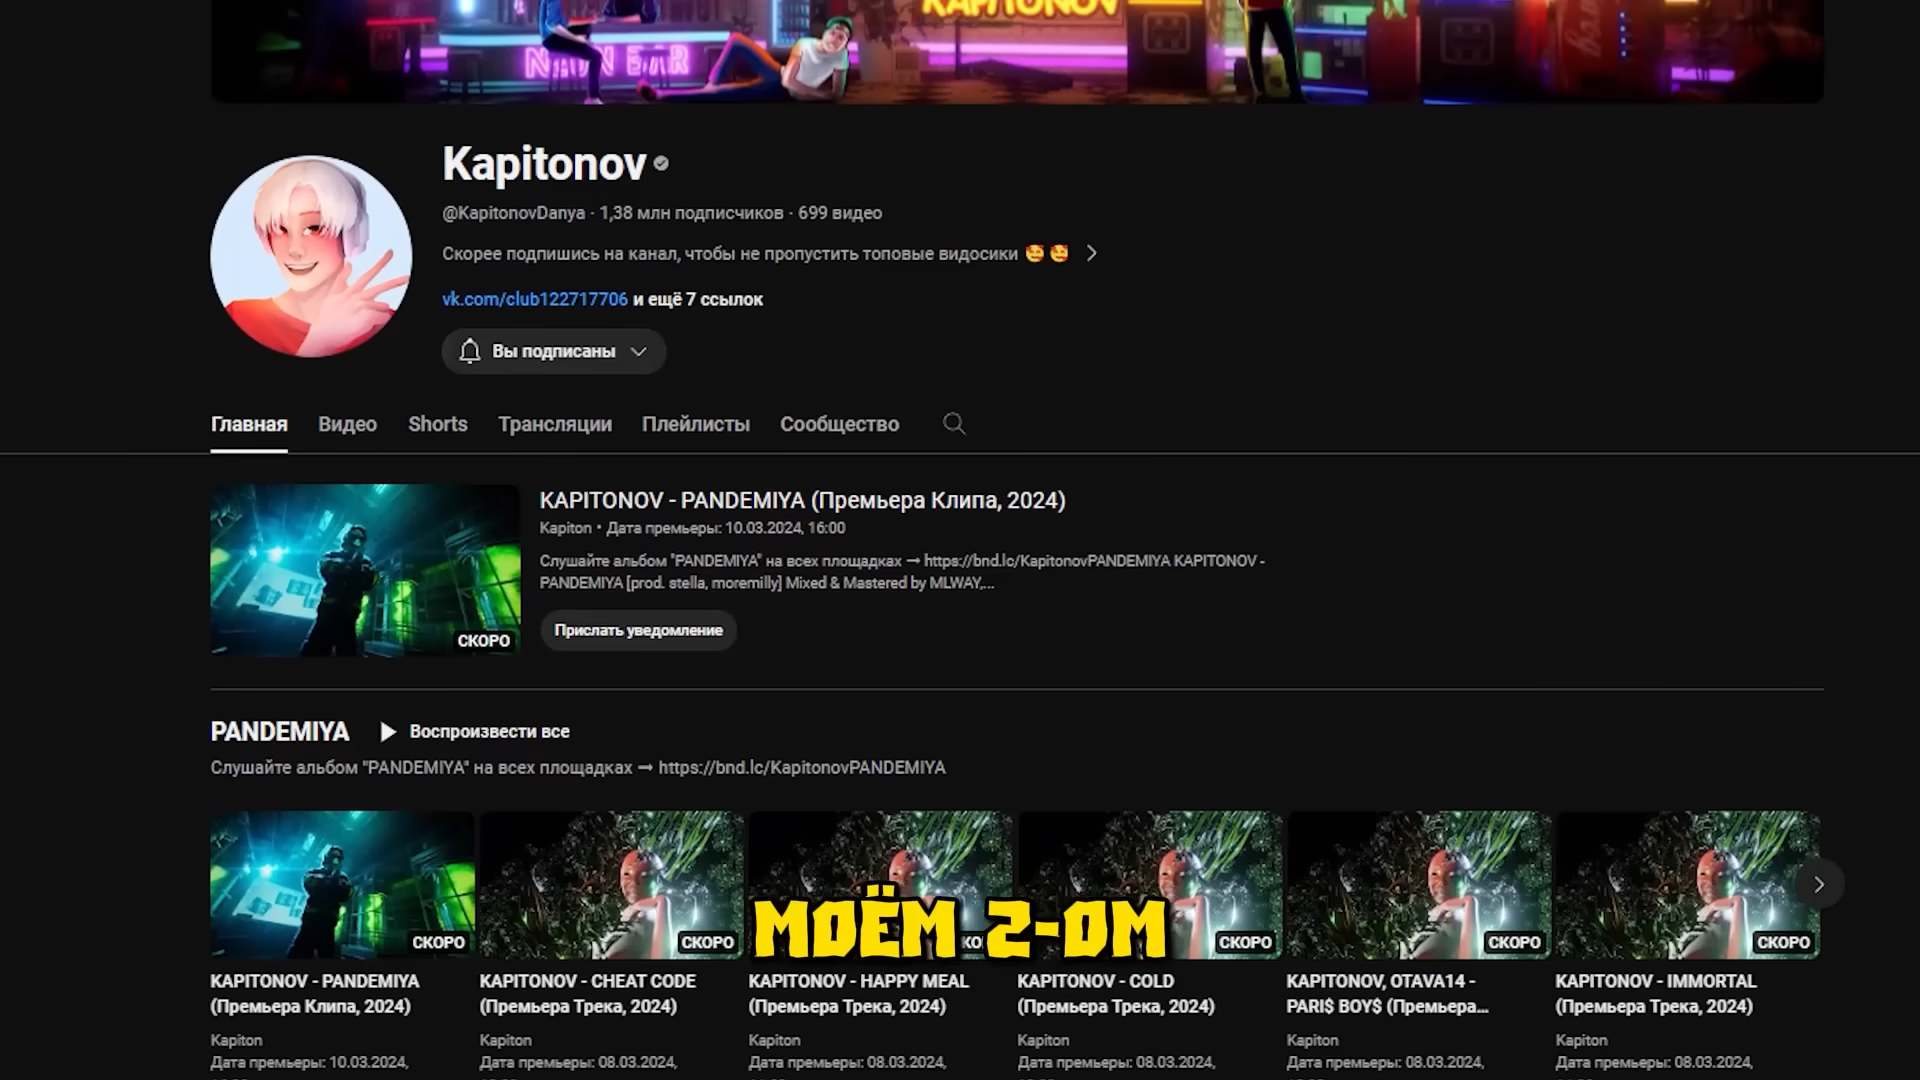 KAPITONOV
NEON BAR
Kapitonov
@KapitonovDanya · 1,38 млн подписчиков · 699 видео
Скорее подпишись на канал, чтобы не пропустить топовые видосики 🥰 🥰
vk.com/club122717706 и ещё 7 ссылок
Вы подписаны
Главная Видео Shorts Трансляции Плейлисты Сообщество
KAPITONOV - PANDEMIYA (Премьера Клипа, 2024)
Kapiton • Дата премьеры: 10.03.2024, 16:00
Слушайте альбом "PANDEMIYA" на всех площадках → https://bnd.lc/KapitonovPANDEMIYA KAPITONOV -
PANDEMIYA [prod. stella, moremilly] Mixed & Mastered by MLWAY,...
СКОРО
Прислать уведомление
PANDEMIYA Воспроизвести все
Слушайте альбом "PANDEMIYA" на всех площадках → https://bnd.lc/KapitonovPANDEMIYA
МОЁМ 2-ОМ
СКОРО СКОРО СКОРО СКОРО СКОРО
KAPITONOV - PANDEMIYA KAPITONOV - CHEAT CODE KAPITONOV - HAPPY MEAL KAPITONOV - COLD KAPITONOV, OTAVA14 - KAPITONOV - IMMORTAL
(Премьера Клипа, 2024) (Премьера Трека, 2024) (Премьера Трека, 2024) (Премьера Трека, 2024) PARI$ BOY$ (Премьера... (Премьера Трека, 2024)
Kapiton Kapiton Kapiton Kapiton Kapiton Kapiton
Дата премьеры: 10.03.2024, Дата премьеры: 08.03.2024, Дата премьеры: 08.03.2024, Дата премьеры: 08.03.2024, Дата премьеры: 08.03.2024, Дата премьеры: 08.03.2024,